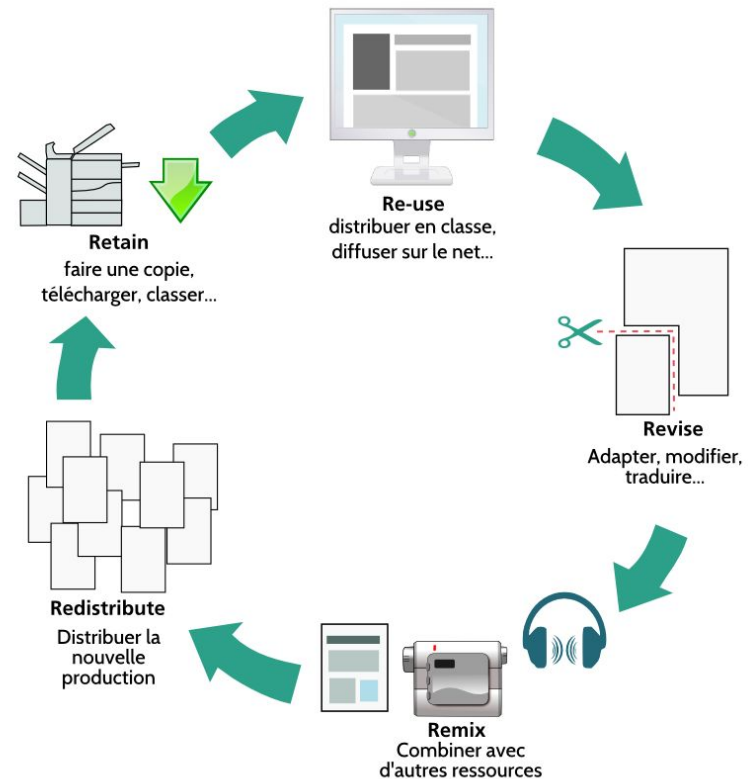 Retain
faire une copie,
télécharger, classer...
Re-use
distribuer en classe,
diffuser sur le net...
Revise
Adapter, modifier,
traduire...
Remix
Combiner avec
d'autres ressources
Redistribute
Distribuer la
nouvelle
production